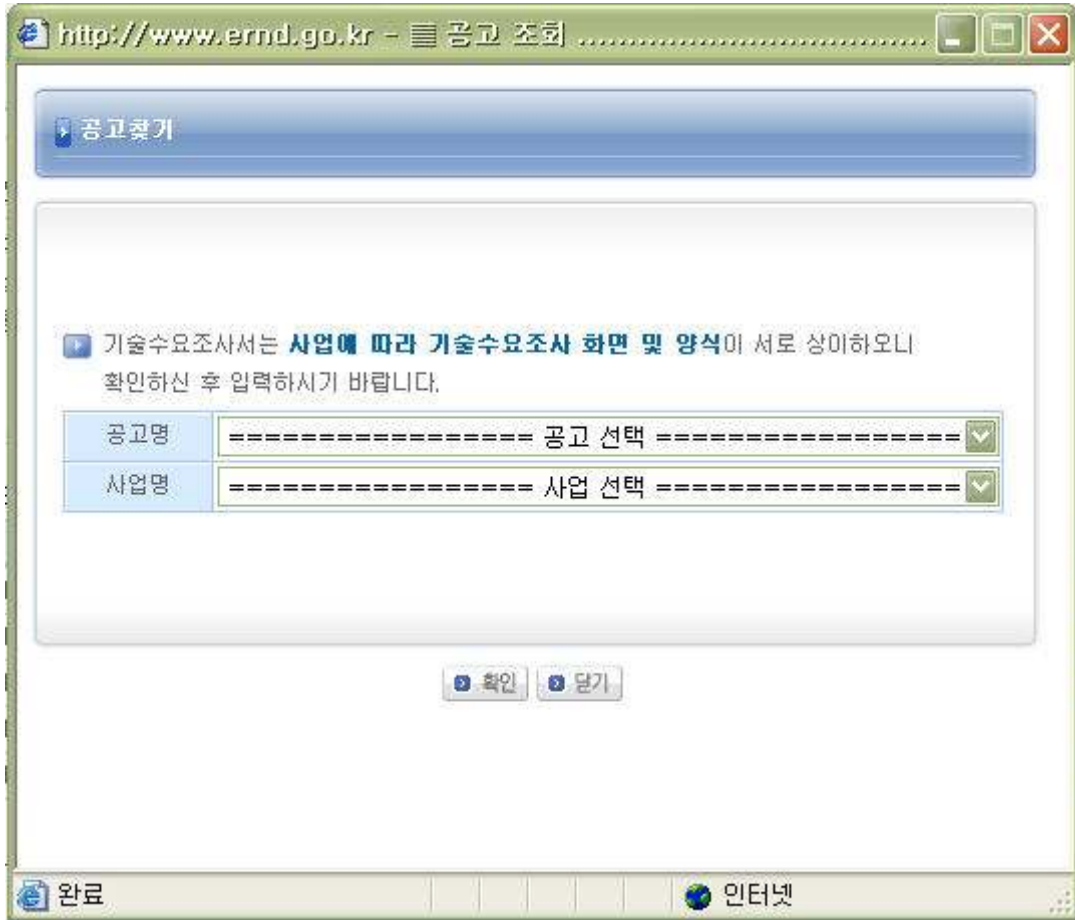 http://www.ernd.go.kr - ≣ 공고 조회 ................................
공고찾기
기술수요조사서는 사업에 따라 기술수요조사 화면 및 양식이 서로 상이하오니
확인하신 후 입력하시기 바랍니다.
공고명 ================= 공고 선택 =================
사업명 ================= 사업 선택 =================
확인 닫기
완료 인터넷